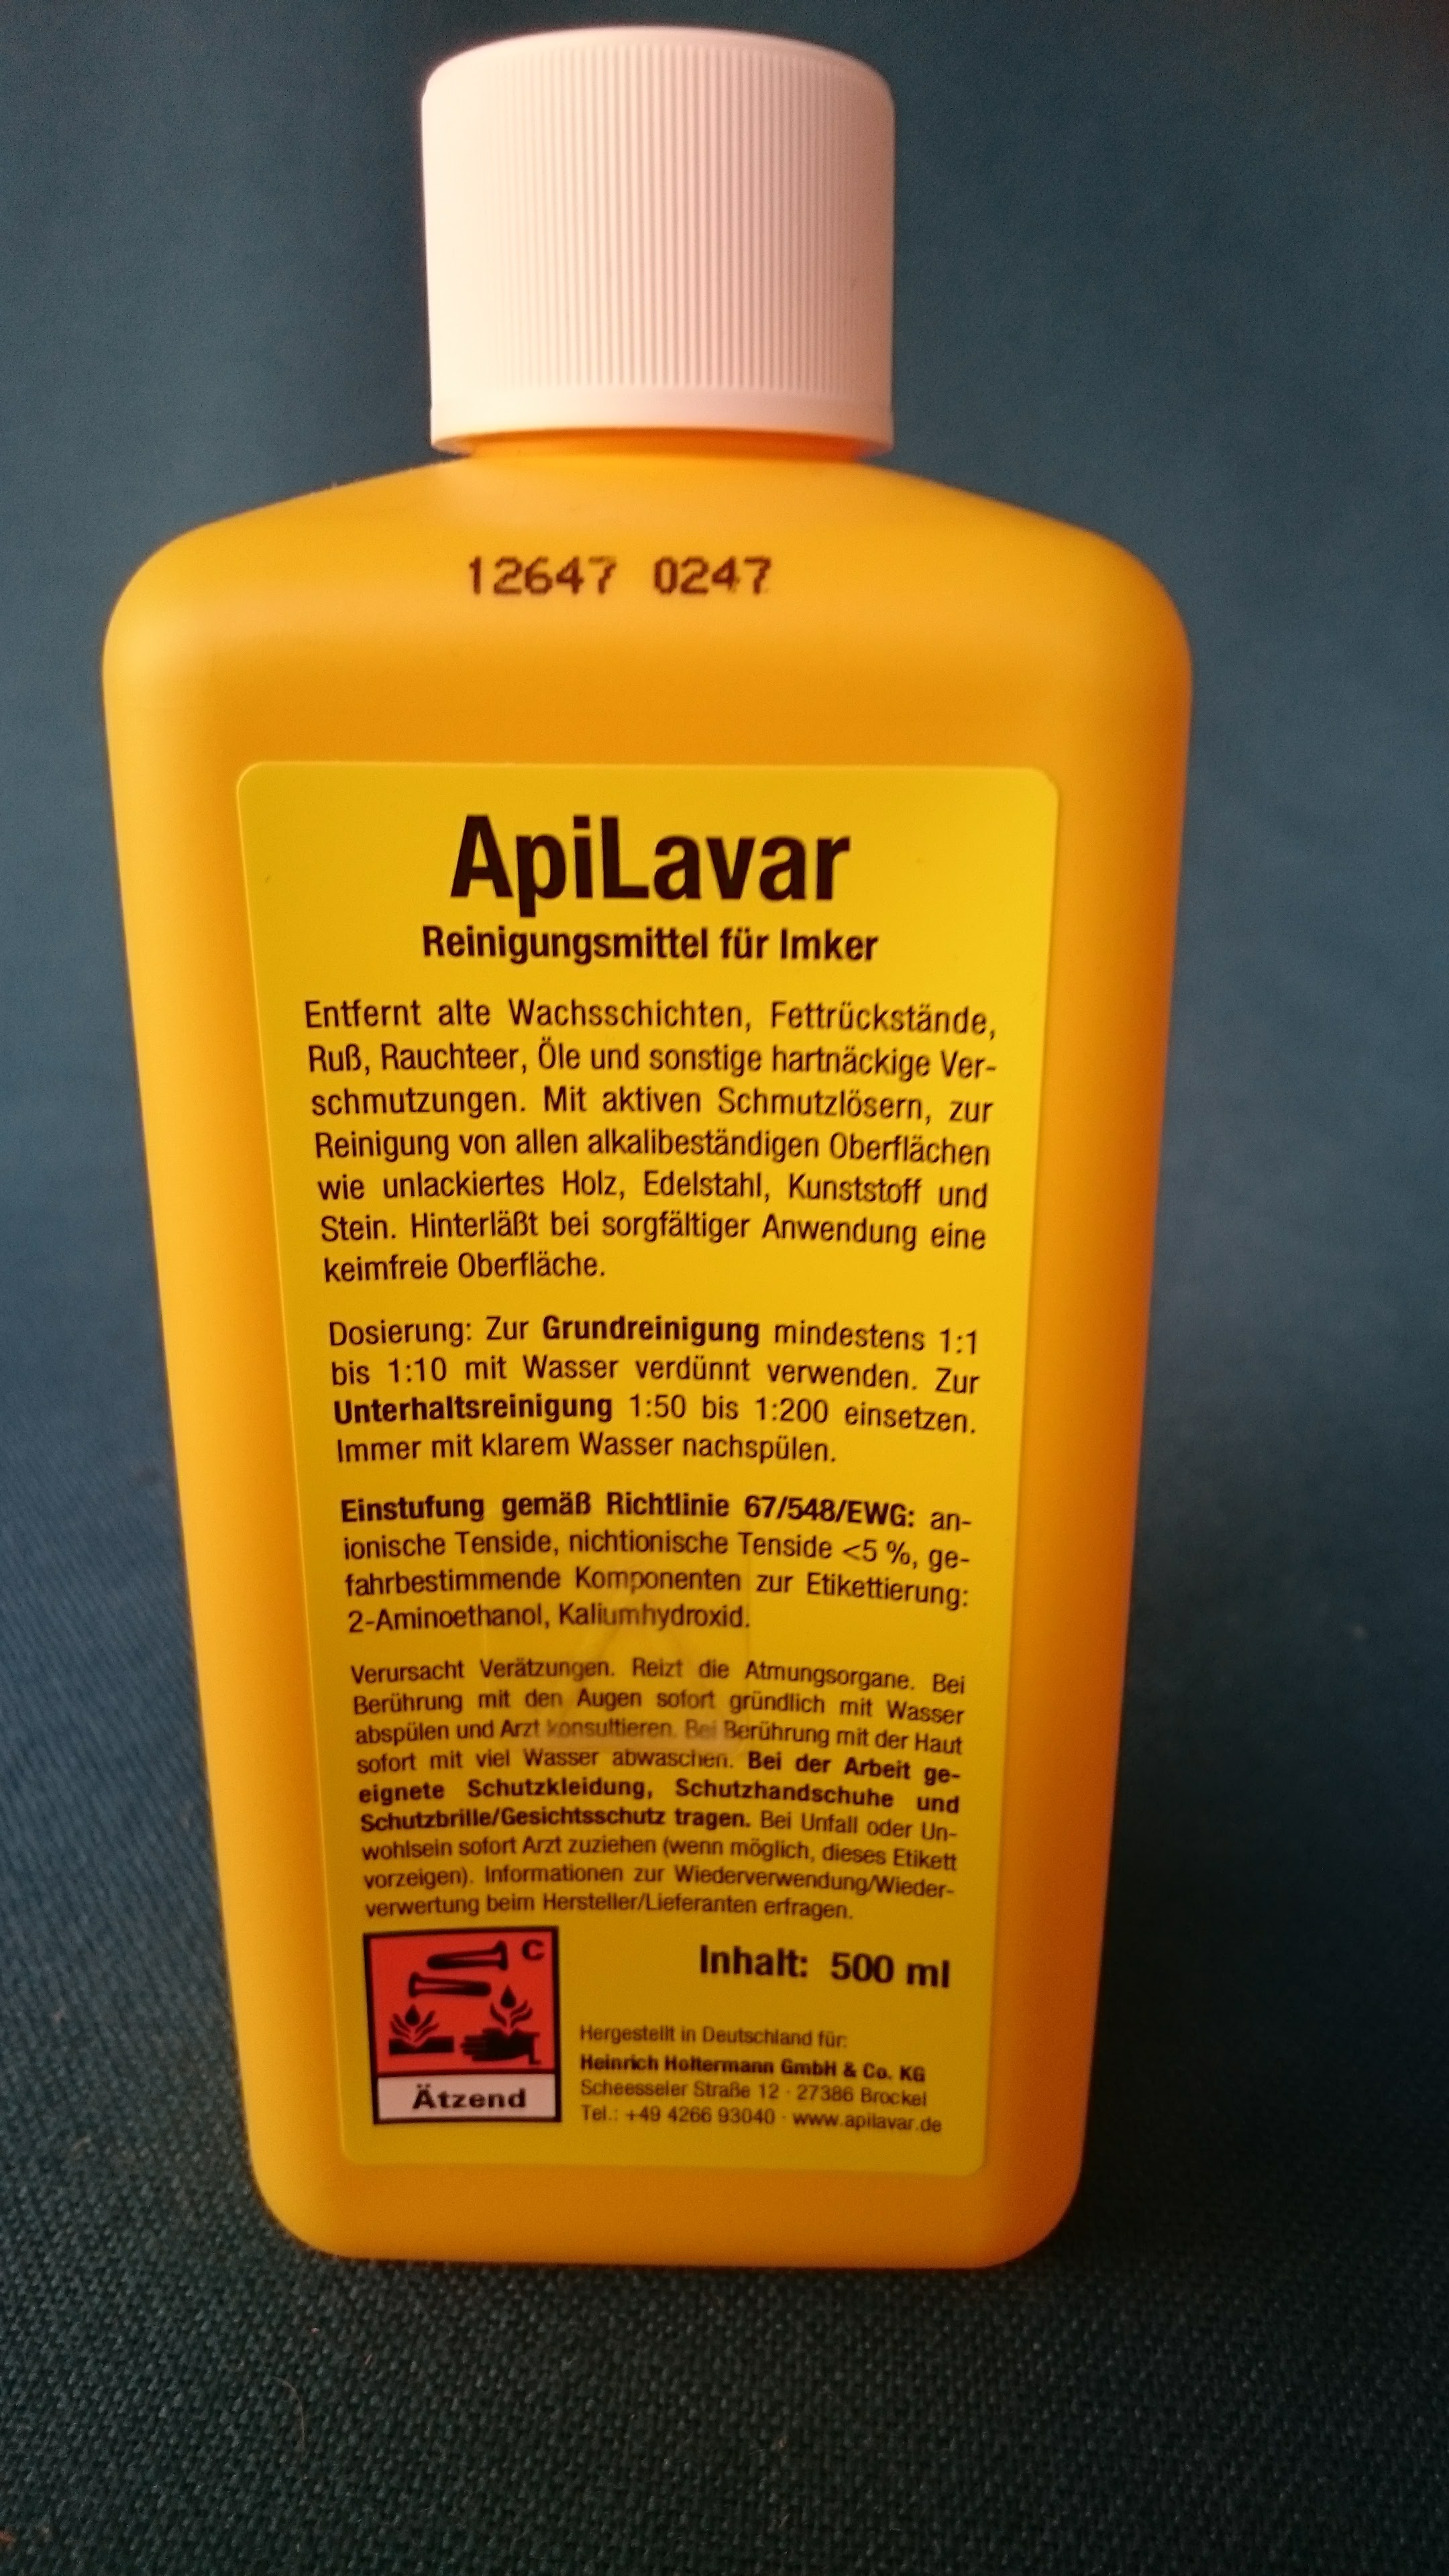 12647 0247
ApiLavar
Reinigungsmittel für Imker
Entfernt alte Wachsschichten, Fettrückstände,
Ruß, Rauchteer, Öle und sonstige hartnäckige Ver-
schmutzungen. Mit aktiven Schmutzlösern, zur
Reinigung von allen alkalibeständigen Oberflächen
wie unlackiertes Holz, Edelstahl, Kunststoff und
Stein. Hinterläßt bei sorgfältiger Anwendung eine
keimfreie Oberfläche.
Dosierung: Zur Grundreinigung mindestens 1:1
bis 1:10 mit Wasser verdünnt verwenden. Zur
Unterhaltsreinigung 1:50 bis 1:200 einsetzen.
Immer mit klarem Wasser nachspülen.
Einstufung gemäß Richtlinie 67/548/EWG: an-
ionische Tenside, nichtionische Tenside <5 %, ge-
fahrbestimmende Komponenten zur Etikettierung:
2-Aminoethanol, Kaliumhydroxid.
Verursacht Verätzungen. Reizt die Atmungsorgane. Bei
Berührung mit den Augen sofort gründlich mit Wasser
abspülen und Arzt konsultieren. Bei Berührung mit der Haut
sofort mit viel Wasser abwaschen. Bei der Arbeit ge-
eignete Schutzkleidung, Schutzhandschuhe und
Schutzbrille/Gesichtsschutz tragen. Bei Unfall oder Un-
wohlsein sofort Arzt zuziehen (wenn möglich, dieses Etikett
vorzeigen). Informationen zur Wiederverwendung/Wieder-
verwertung beim Hersteller/Lieferanten erfragen.
C
Ätzend
Inhalt: 500 ml
Hergestellt in Deutschland für:
Heinrich Holtermann GmbH & Co. KG
Scheesseler Straße 12 · 27386 Brockel
Tel.: +49 4266 93040 · www.apilavar.de